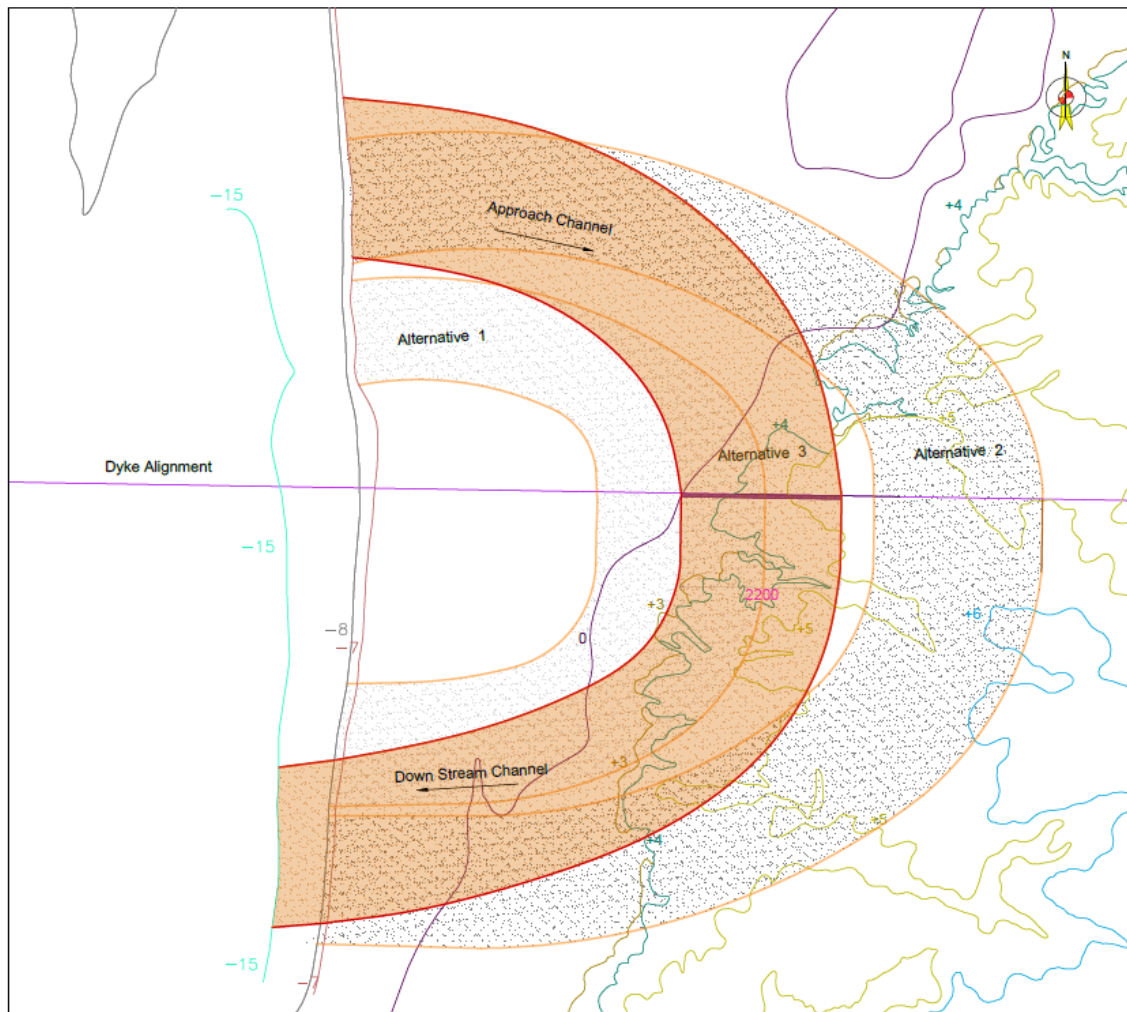 N
-15
+4
Approach Channel
Alternative 1
+4
+5
Alternative 3
Alternative 2
Dyke Alignment
-15
2200
+3
+6
-8
0
+5
-7
+3
Down Stream Channel
+5
+4
-15
-7